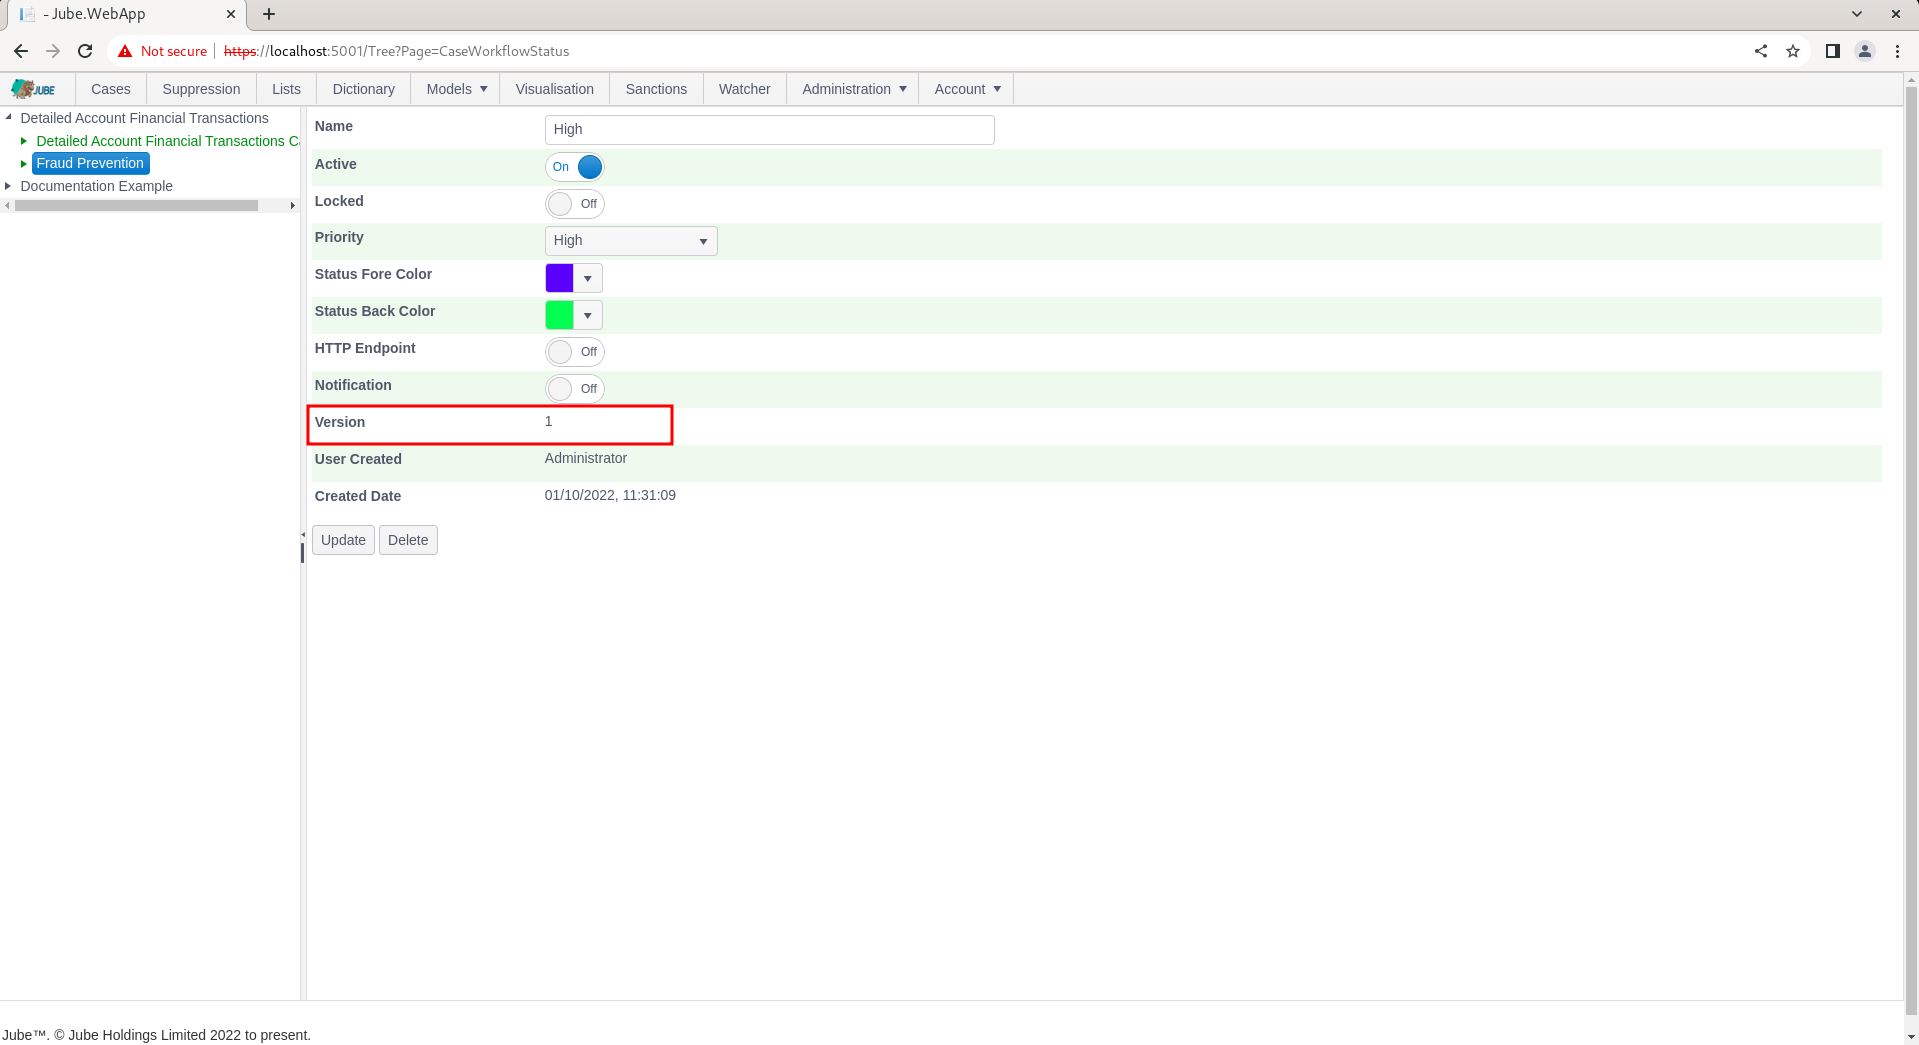 - Jube.WebApp
Not secure https://localhost:5001/Tree?Page=CaseWorkflowStatus
JUBE Cases Suppression Lists Dictionary Models Visualisation Sanctions Watcher Administration Account
Detailed Account Financial Transactions
Detailed Account Financial Transactions C
Fraud Prevention
Documentation Example
Name High
Active On
Locked Off
Priority High
Status Fore Color
Status Back Color
HTTP Endpoint Off
Notification Off
Version 1
User Created Administrator
Created Date 01/10/2022, 11:31:09
Update Delete
Jube™. © Jube Holdings Limited 2022 to present.